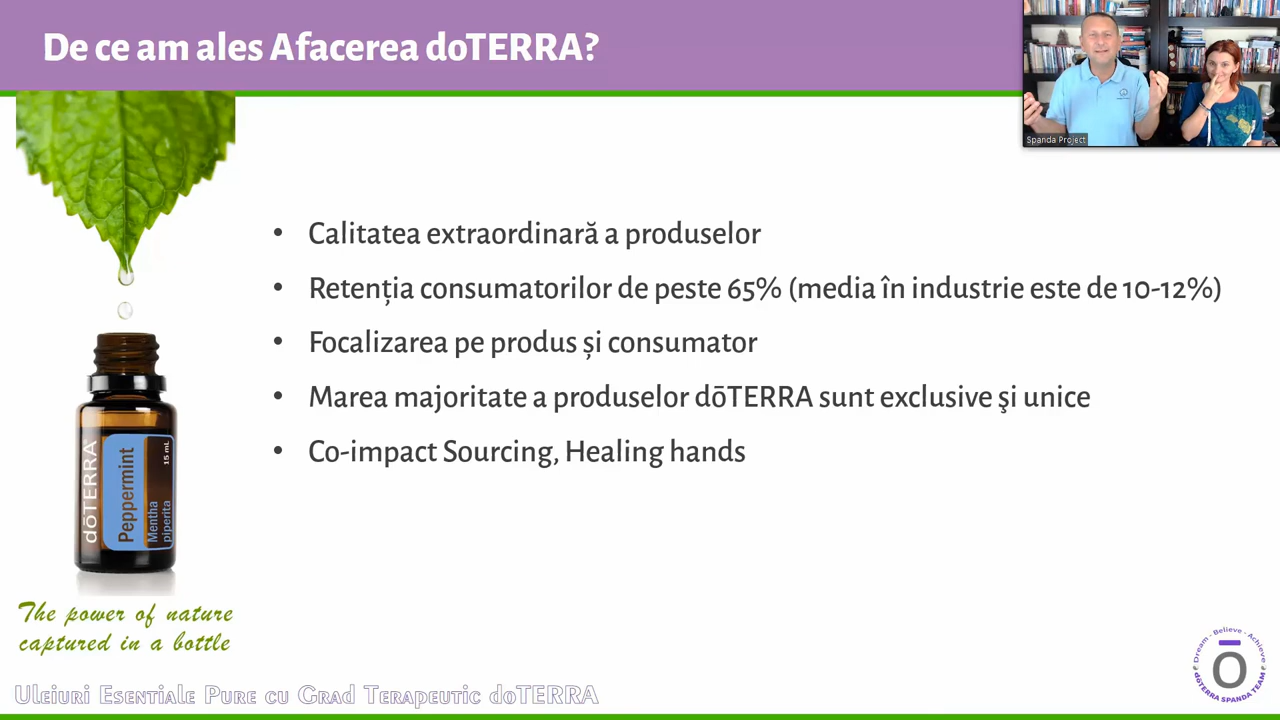 De ce am ales Afacerea doTERRA?
Spanda Project
• Calitatea extraordinară a produselor
• Retenția consumatorilor de peste 65% (media în industrie este de 10-12%)
• Focalizarea pe produs și consumator
• Marea majoritate a produselor dōTERRA sunt exclusive şi unice
• Co-impact Sourcing, Healing hands
dōTERRA
Peppermint
Mentha
piperita
15 mL
The power of nature
captured in a bottle
Uleiuri Esentiale Pure cu Grad Terapeutic doTERRA
Dream - Believe - Achieve
ō
dōTERRA SPANDA TEAM